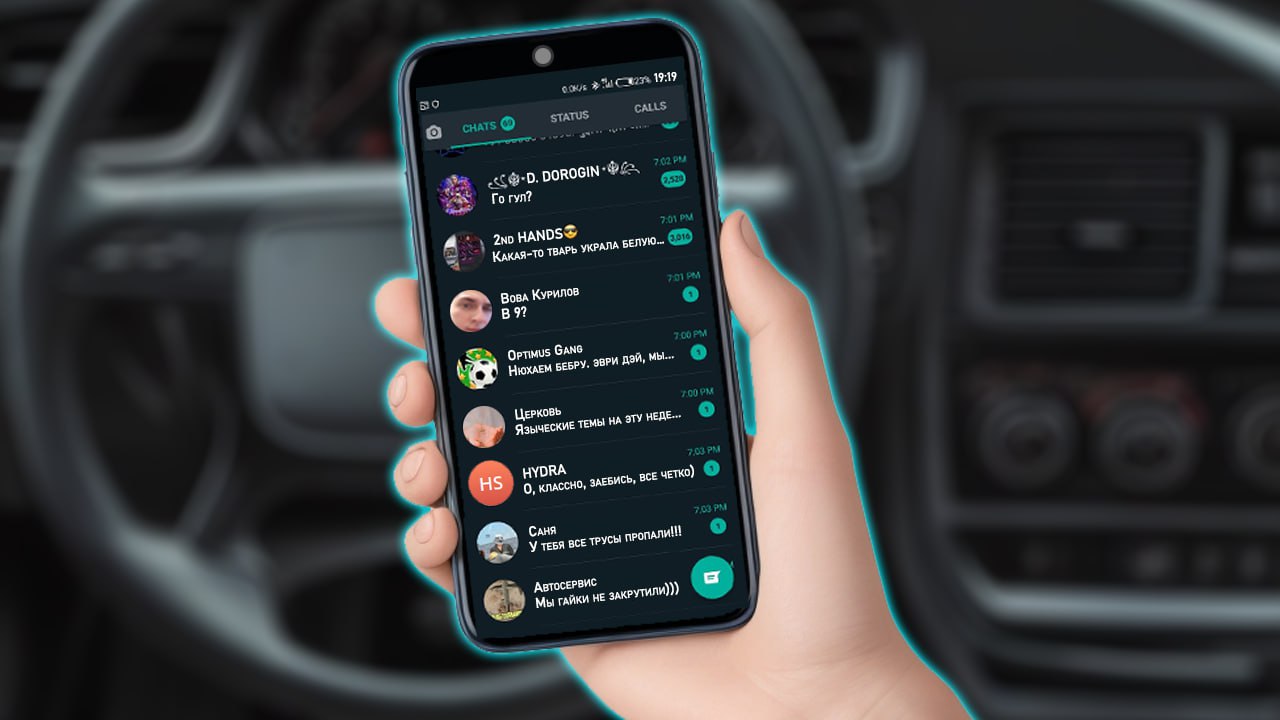 0,0K/s 23% 19:19
CHATS 69 STATUS CALLS
D. DOROGIN 7:02 PM
Го гул? 2,528
2ND HANDS😎 7:01 PM
Какая-то тварь украла белую... 3,016
Вова Курилов 7:01 PM
В 9? 1
OPTIMUS GANG 7:00 PM
Нюхаем бебру. эври дэй, мы... 1
Церковь 7:00 PM
Языческие темы на эту неде... 1
HS HYDRA 7:03 PM
О, классно, заебись, все четко) 1
Саня 7:03 PM
У тебя все трусы пропали!!! 1
Автосервис
Мы гайки не закрутили)))